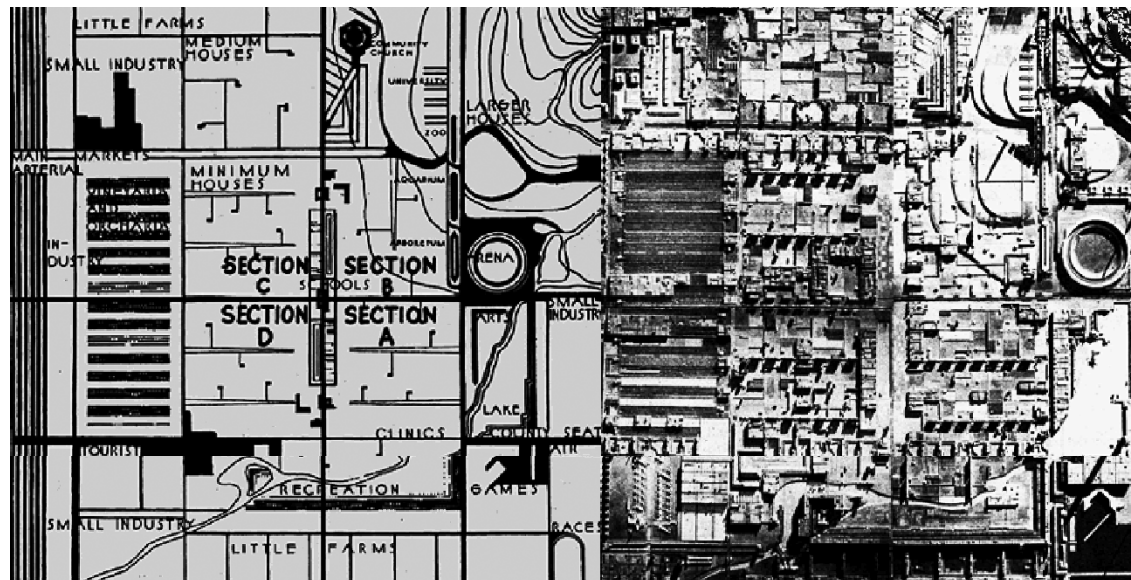 LITTLE FARMS
MEDIUM
HOUSES
COMMUNITY
CHURCH
SMALL INDUSTRY
UNIVERSITY
LARGER
HOUSES
ZOO
MAIN
ARTERIAL
MARKETS
MINIMUM
HOUSES
VINEYARDS
AND
ORCHARDS
AQUARIUM
ARBORETUM
IN-
DUSTRY
ARENA
SECTION
C
SECTION
B
SCHOOLS
SECTION
D
SECTION
A
ARTS
SMALL
INDUSTRY
LAKE
CLINICS
COUNTY SEAT
TOURIST
AIR
RECREATION
GAMES
SMALL INDUSTRY
RACES
LITTLE FARMS